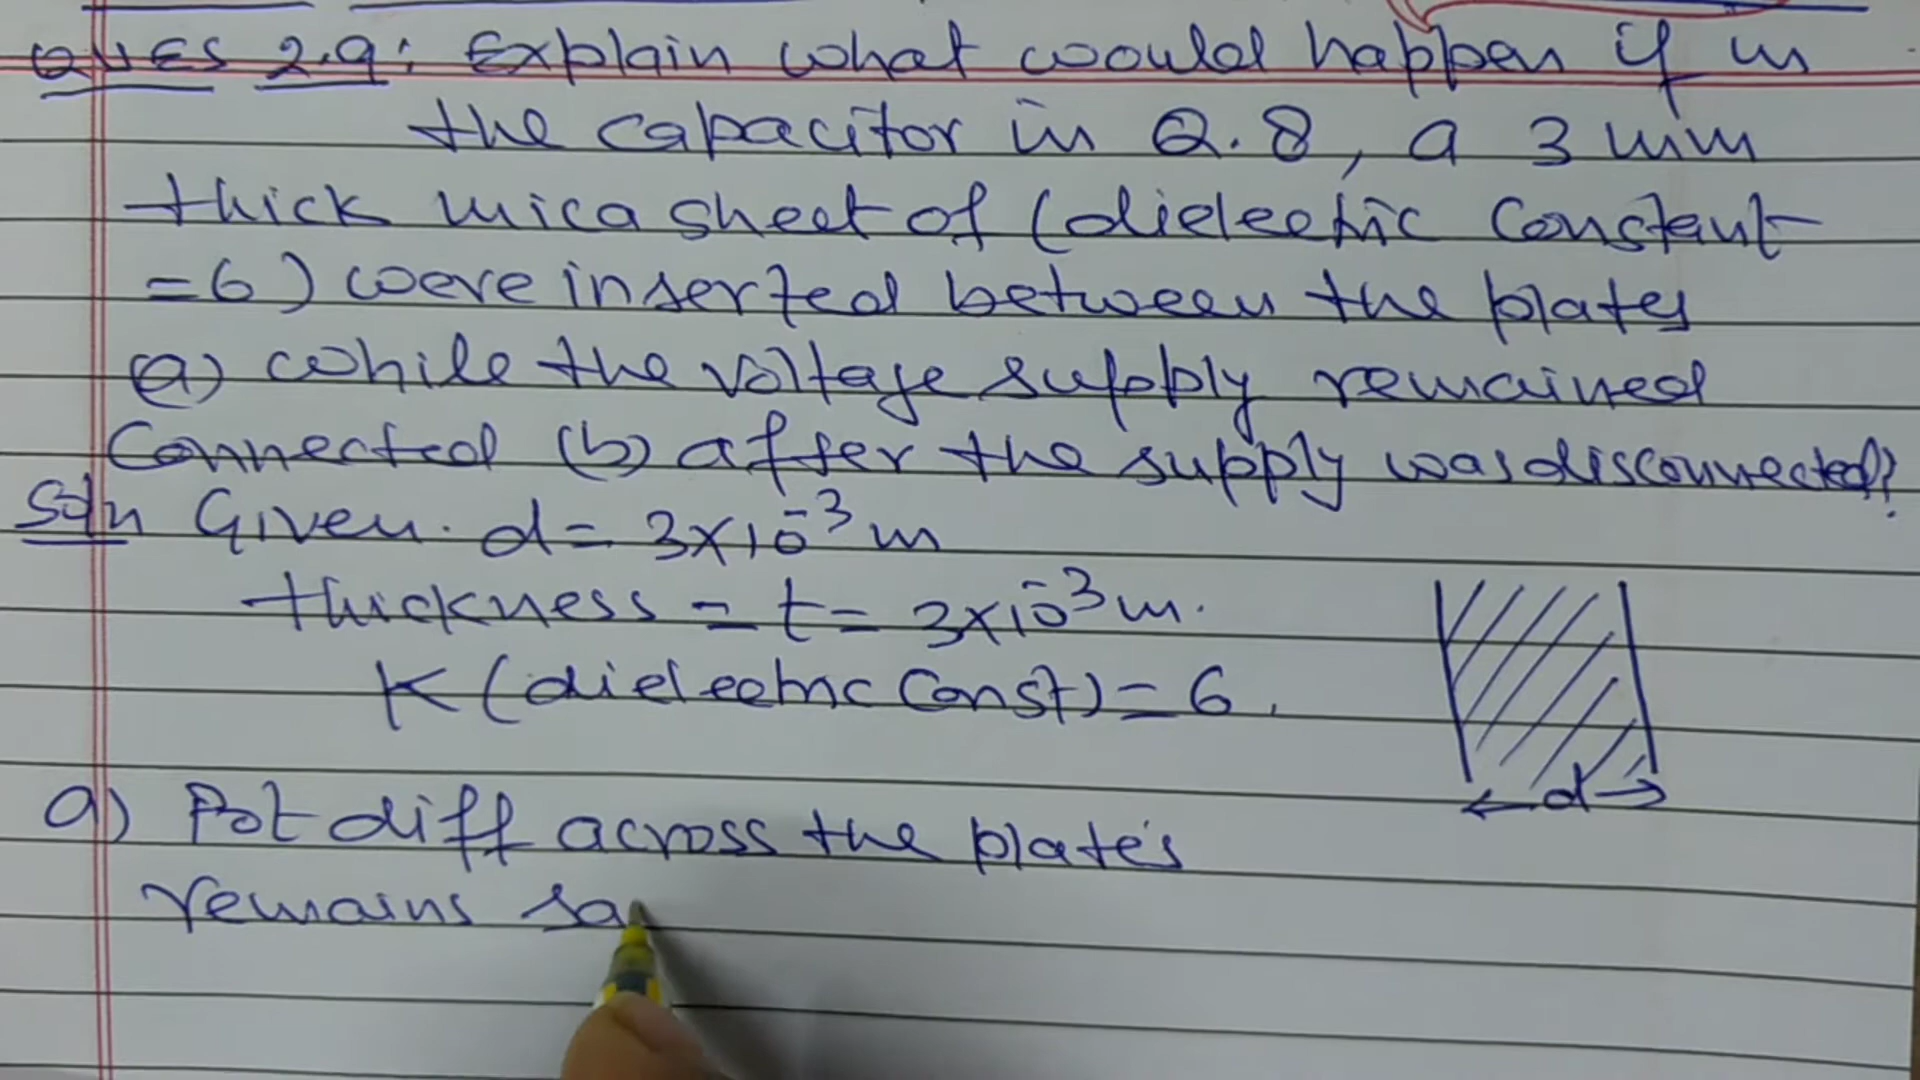 QUES 2.9: Explain what would happen if in
the capacitor in Q.8, a 3 mm
thick mica sheet of (dielectric constant
=6) were inserted between the plates
(a) while the voltage supply remained
Connected (b) after the supply was disconnected?
Soln Given. d = 3×10⁻³ m
thickness = t = 3×10⁻³ m.
K (dielectric Const) = 6.
d
a) Pot diff across the plates
remains sa